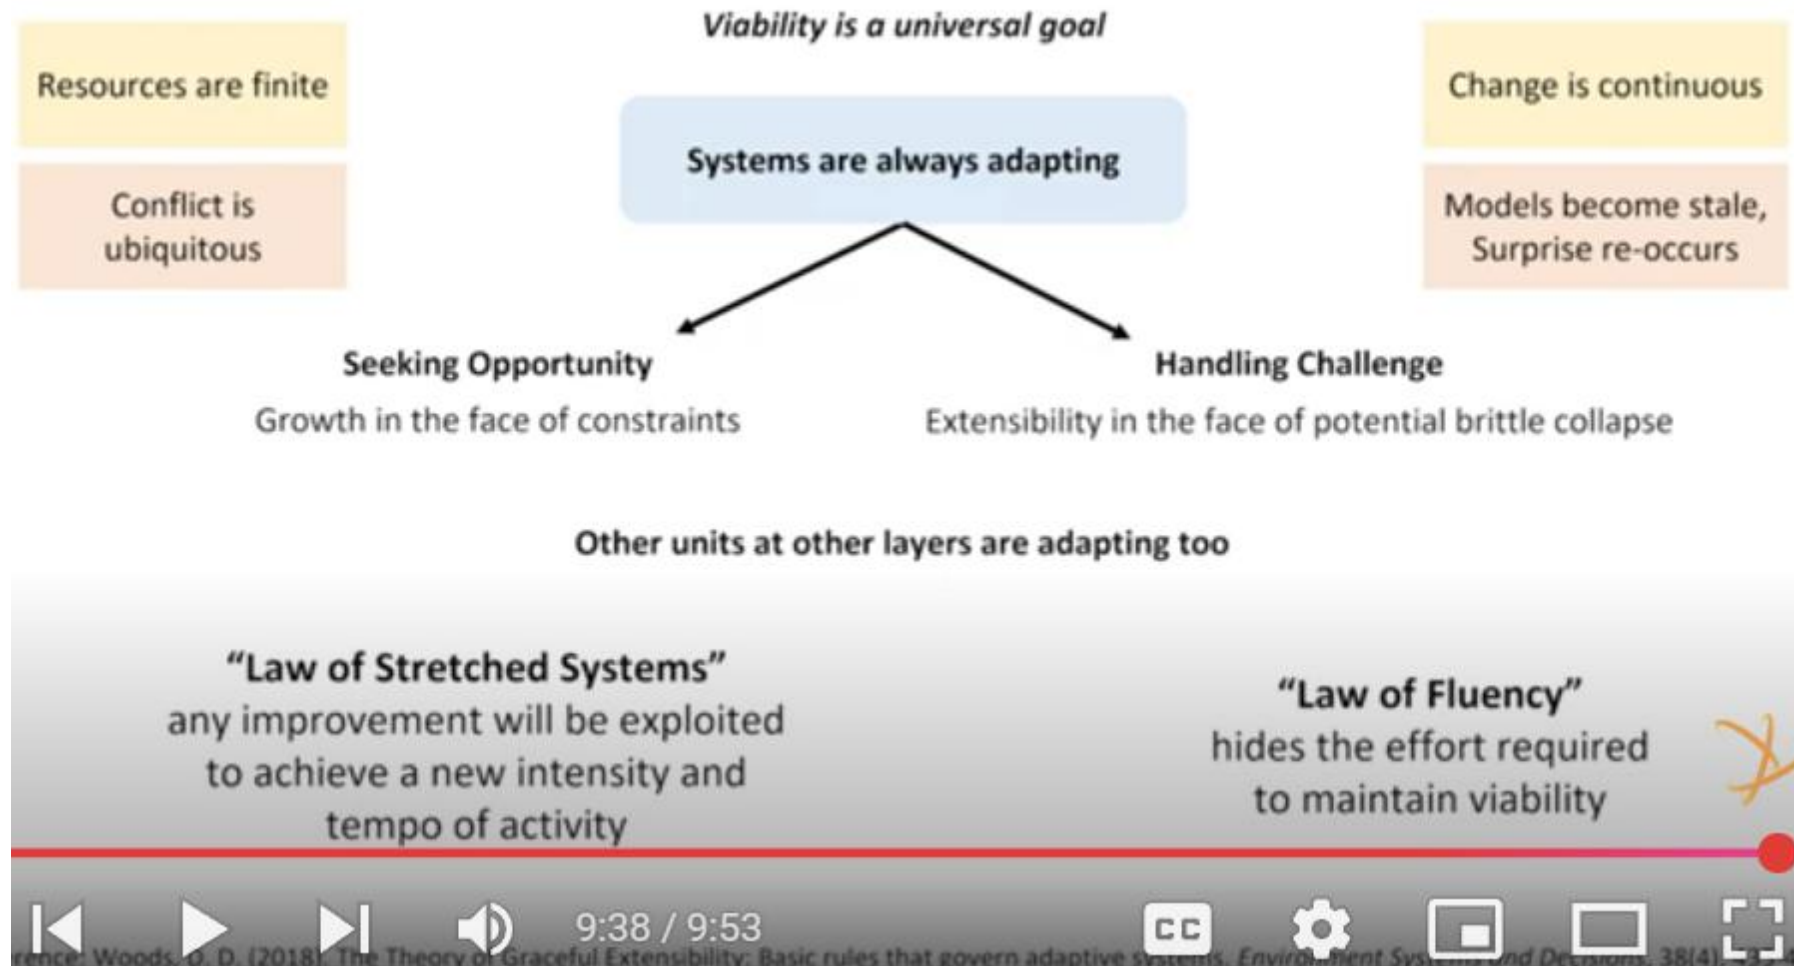 Viability is a universal goal
Resources are finite
Change is continuous
Systems are always adapting
Conflict is
ubiquitous
Models become stale,
Surprise re-occurs
Seeking Opportunity
Handling Challenge
Growth in the face of constraints
Extensibility in the face of potential brittle collapse
Other units at other layers are adapting too
“Law of Stretched Systems”
any improvement will be exploited
to achieve a new intensity and
tempo of activity
“Law of Fluency”
hides the effort required
to maintain viability
9:38 / 9:53
CC
Woods, D. D. (2018). The Theory of Graceful Extensibility: Basic rules that govern adaptive systems. Environment Systems and Decisions, 38(4),